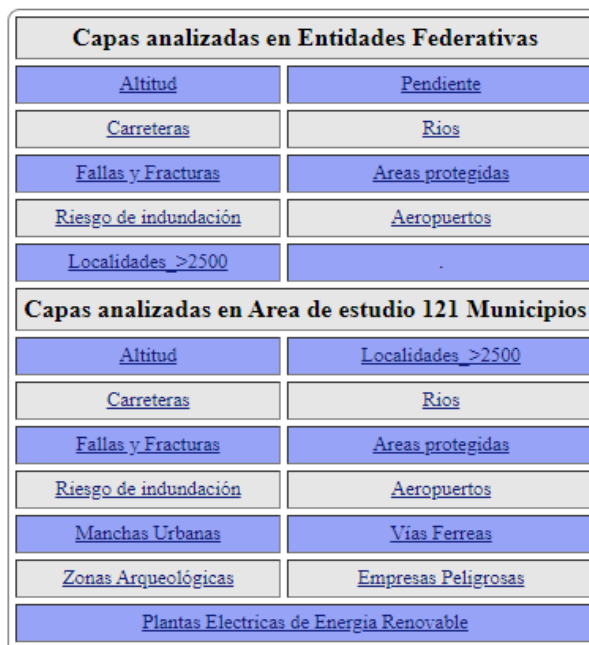 Capas analizadas en Entidades Federativas
Altitud Pendiente
Carreteras Rios
Fallas y Fracturas Areas protegidas
Riesgo de indundación Aeropuertos
Localidades_>2500 .
Capas analizadas en Area de estudio 121 Municipios
Altitud Localidades_>2500
Carreteras Rios
Fallas y Fracturas Areas protegidas
Riesgo de indundación Aeropuertos
Manchas Urbanas Vías Ferreas
Zonas Arqueológicas Empresas Peligrosas
Plantas Electricas de Energia Renovable